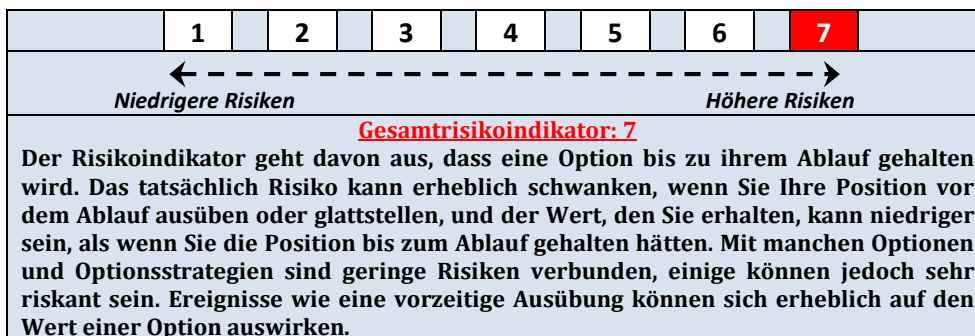 1 2 3 4 5 6 7
Niedrigere Risiken Höhere Risiken
Gesamtrisikoindikator: 7
Der Risikoindikator geht davon aus, dass eine Option bis zu ihrem Ablauf gehalten
wird. Das tatsächlich Risiko kann erheblich schwanken, wenn Sie Ihre Position vor
dem Ablauf ausüben oder glattstellen, und der Wert, den Sie erhalten, kann niedriger
sein, als wenn Sie die Position bis zum Ablauf gehalten hätten. Mit manchen Optionen
und Optionsstrategien sind geringe Risiken verbunden, einige können jedoch sehr
riskant sein. Ereignisse wie eine vorzeitige Ausübung können sich erheblich auf den
Wert einer Option auswirken.